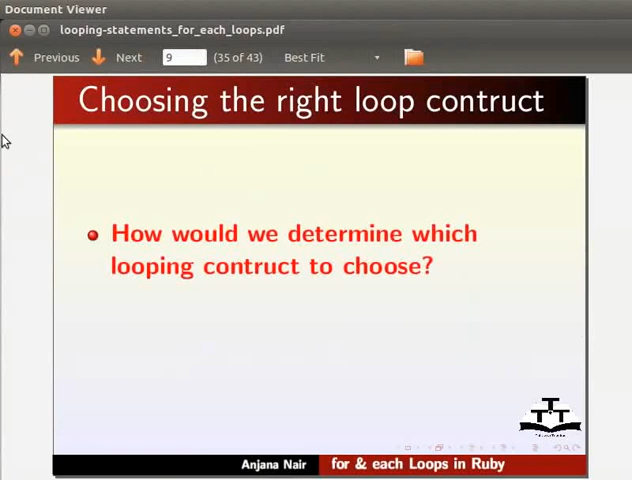 Document Viewer
looping-statements_for_each_loops.pdf
Previous Next 9 (35 of 43) Best Fit
Choosing the right loop contruct
How would we determine which
looping contruct to choose?
Anjana Nair for & each Loops in Ruby